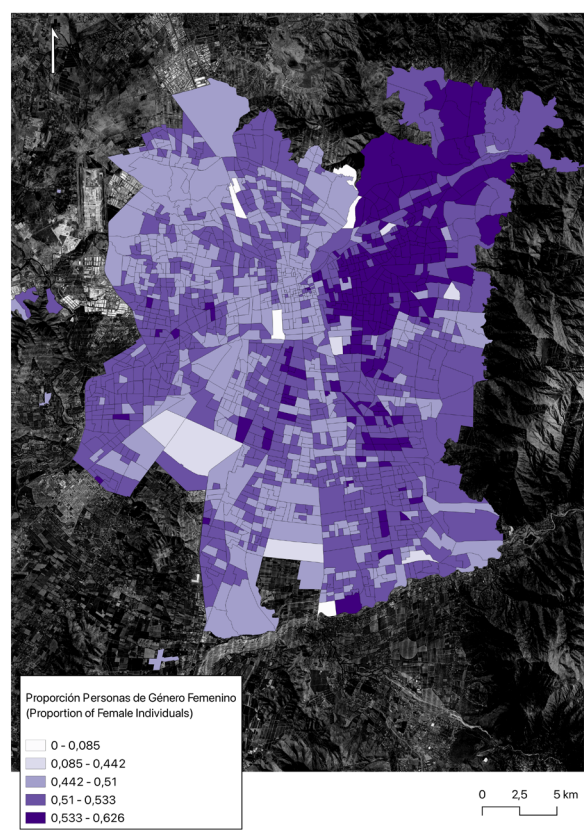 Proporción Personas de Género Femenino
(Proportion of Female Individuals)
0 - 0,085
0,085 - 0,442
0,442 - 0,51
0,51 - 0,533
0,533 - 0,626
0 2,5 5 km